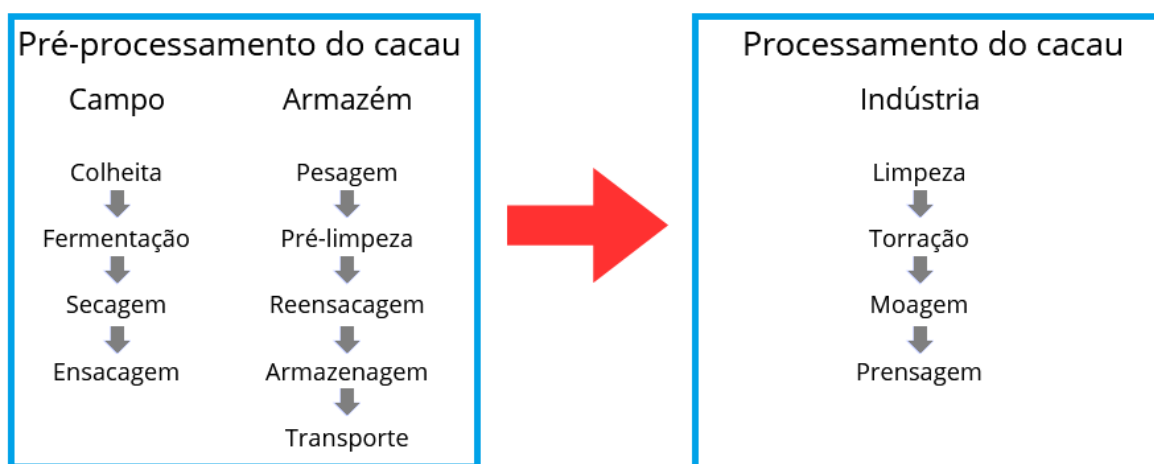 Pré-processamento do cacau
Campo
Colheita
Fermentação
Secagem
Ensacagem
Armazém
Pesagem
Pré-limpeza
Reensacagem
Armazenagem
Transporte
Processamento do cacau
Indústria
Limpeza
Torração
Moagem
Prensagem